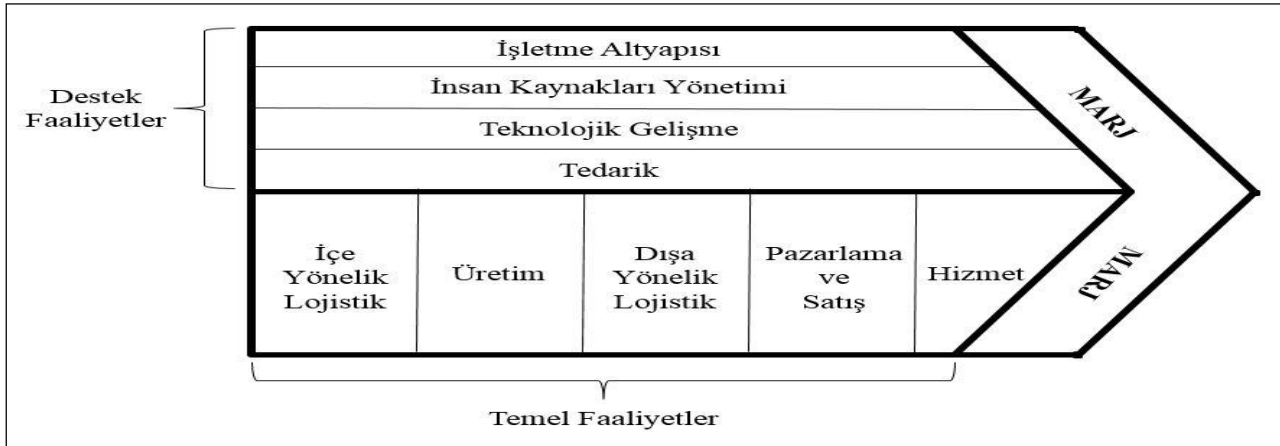 İşletme Altyapısı
İnsan Kaynakları Yönetimi
Teknolojik Gelişme
Tedarik
Destek
Faaliyetler
MARJ
İçe
Yönelik
Lojistik
Üretim
Dışa
Yönelik
Lojistik
Pazarlama
ve
Satış
Hizmet
MARJ
Temel Faaliyetler